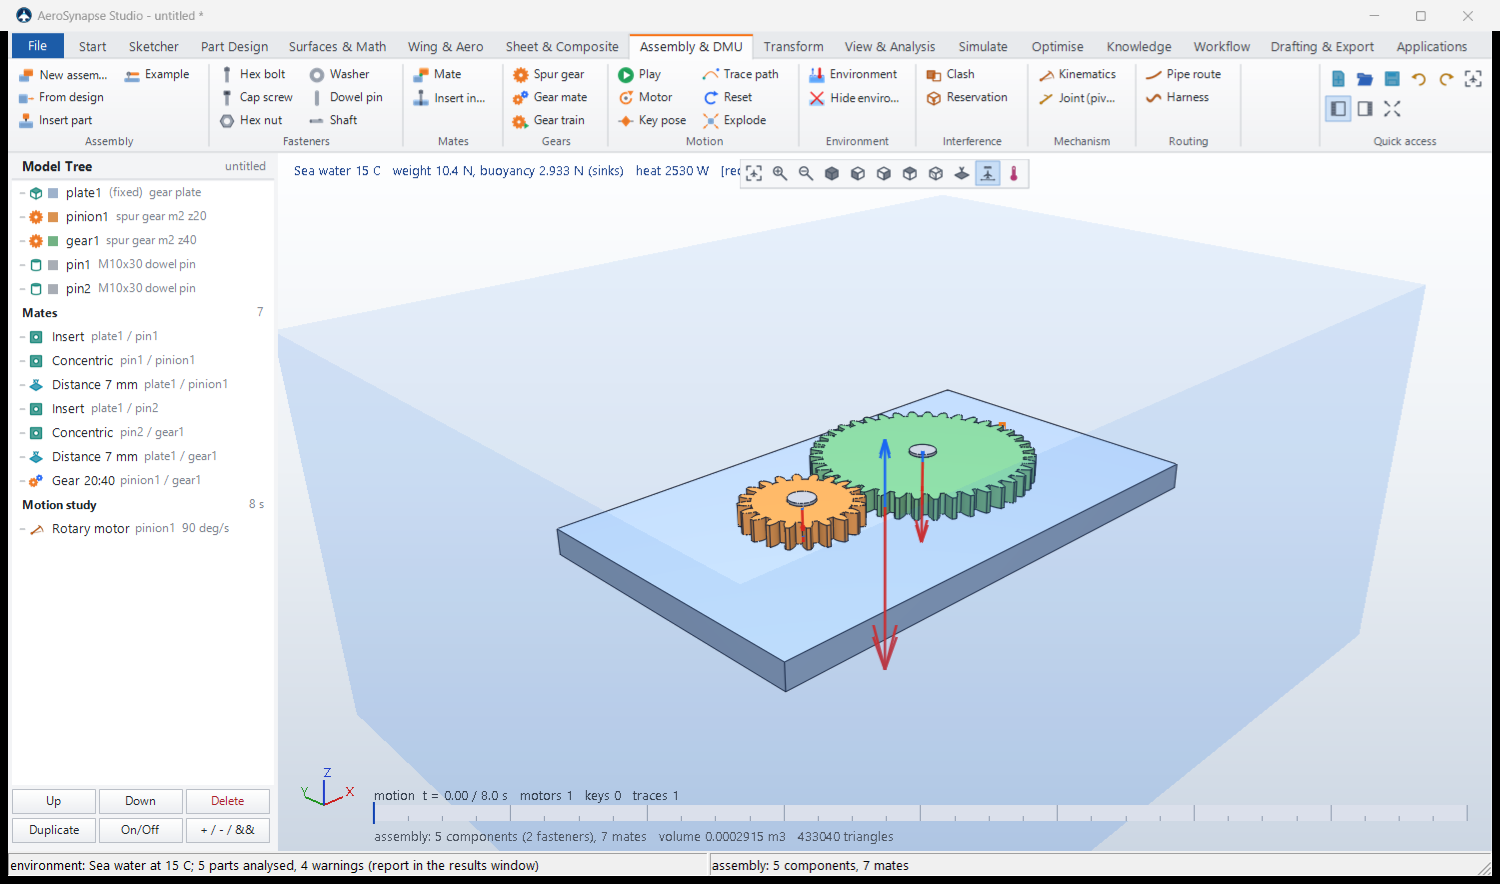 AeroSynapse Studio - untitled *
File Start Sketcher Part Design Surfaces & Math Wing & Aero Sheet & Composite Assembly & DMU Transform View & Analysis Simulate Optimise Knowledge Workflow Drafting & Export Applications
New assem... Example Hex bolt Washer Mate Spur gear Play Trace path Environment Clash Kinematics Pipe route
From design Cap screw Dowel pin Insert in... Gear mate Motor Reset Hide enviro... Reservation Joint (piv... Harness
Insert part Hex nut Shaft Gear train Key pose Explode
Assembly Fasteners Mates Gears Motion Environment Interference Mechanism Routing Quick access
Model Tree untitled
plate1 (fixed) gear plate
pinion1 spur gear m2 z20
gear1 spur gear m2 z40
pin1 M10x30 dowel pin
pin2 M10x30 dowel pin
Mates 7
Insert plate1 / pin1
Concentric pin1 / pinion1
Distance 7 mm plate1 / pinion1
Insert plate1 / pin2
Concentric pin2 / gear1
Distance 7 mm plate1 / gear1
Gear 20:40 pinion1 / gear1
Motion study 8 s
Rotary motor pinion1 90 deg/s
Up Down Delete
Duplicate On/Off + / - / &&
Sea water 15 C weight 10.4 N, buoyancy 2.933 N (sinks) heat 2530 W [rec
Z
Y
X
motion t = 0.00 / 8.0 s motors 1 keys 0 traces 1
assembly: 5 components (2 fasteners), 7 mates volume 0.0002915 m3 433040 triangles
environment: Sea water at 15 C; 5 parts analysed, 4 warnings (report in the results window)
assembly: 5 components, 7 mates